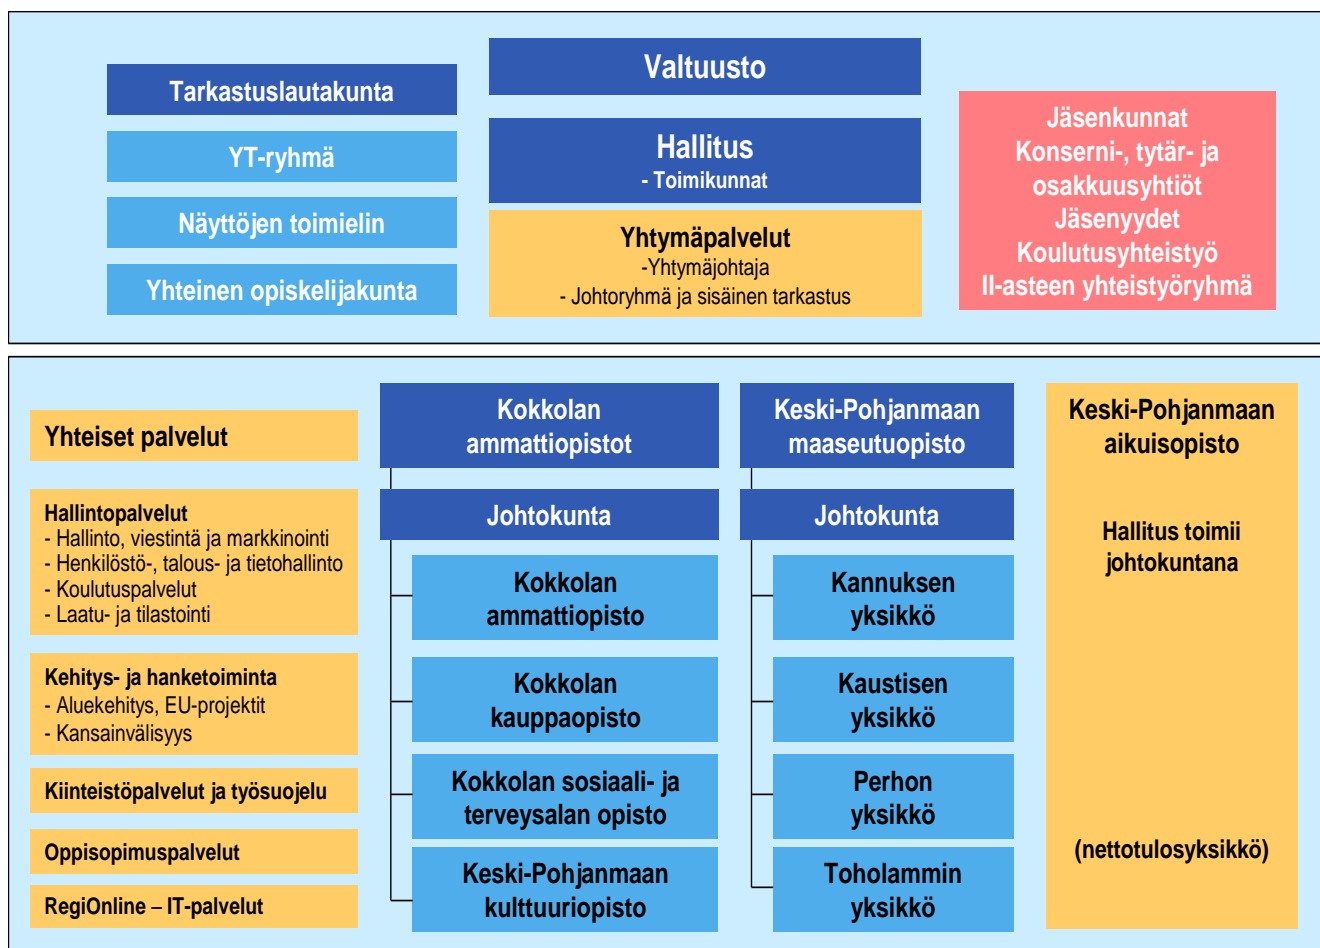 Tarkastuslautakunta
YT-ryhmä
Näyttöjen toimielin
Yhteinen opiskelijakunta
Valtuusto
Hallitus
- Toimikunnat
Yhtymäpalvelut
-Yhtymäjohtaja
- Johtoryhmä ja sisäinen tarkastus
Jäsenkunnat
Konserni-, tytär- ja
osakkuusyhtiöt
Jäsenyydet
Koulutusyhteistyö
II-asteen yhteistyöryhmä
Yhteiset palvelut
Hallintopalvelut
- Hallinto, viestintä ja markkinointi
- Henkilöstö-, talous- ja tietohallinto
- Koulutuspalvelut
- Laatu- ja tilastointi
Kehitys- ja hanketoiminta
- Aluekehitys, EU-projektit
- Kansainvälisyys
Kiinteistöpalvelut ja työsuojelu
Oppisopimuspalvelut
RegiOnline – IT-palvelut
Kokkolan
ammattiopistot
Johtokunta
Kokkolan
ammattiopisto
Kokkolan
kauppaopisto
Kokkolan sosiaali- ja
terveysalan opisto
Keski-Pohjanmaan
kulttuuriopisto
Keski-Pohjanmaan
maaseutuopisto
Johtokunta
Kannuksen
yksikkö
Kaustisen
yksikkö
Perhon
yksikkö
Toholammin
yksikkö
Keski-Pohjanmaan
aikuisopisto
Hallitus toimii
johtokuntana
(nettotulosyksikkö)